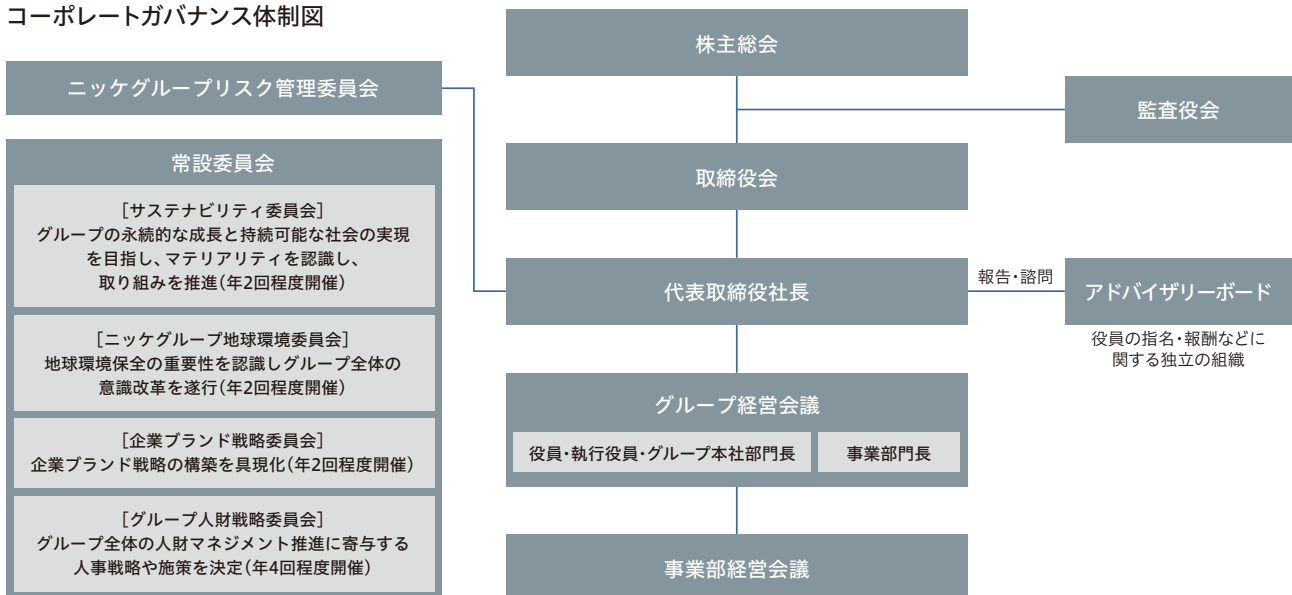 コーポレートガバナンス体制図
ニッケグループリスク管理委員会
常設委員会
[サステナビリティ委員会]
グループの永続的な成長と持続可能な社会の実現
を目指し、マテリアリティを認識し、
取り組みを推進(年2回程度開催)
[ニッケグループ地球環境委員会]
地球環境保全の重要性を認識しグループ全体の
意識改革を遂行(年2回程度開催)
[企業ブランド戦略委員会]
企業ブランド戦略の構築を具現化(年2回程度開催)
[グループ人財戦略委員会]
グループ全体の人財マネジメント推進に寄与する
人事戦略や施策を決定(年4回程度開催)
株主総会
監査役会
取締役会
代表取締役社長
報告・諮問
アドバイザリーボード
役員の指名・報酬などに
関する独立の組織
グループ経営会議
役員・執行役員・グループ本社部門長
事業部門長
事業部経営会議